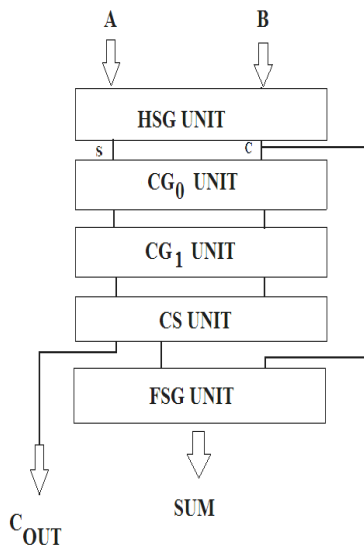 A B
HSG UNIT
S C
CG0 UNIT
CG1 UNIT
CS UNIT
FSG UNIT
SUM
COUT